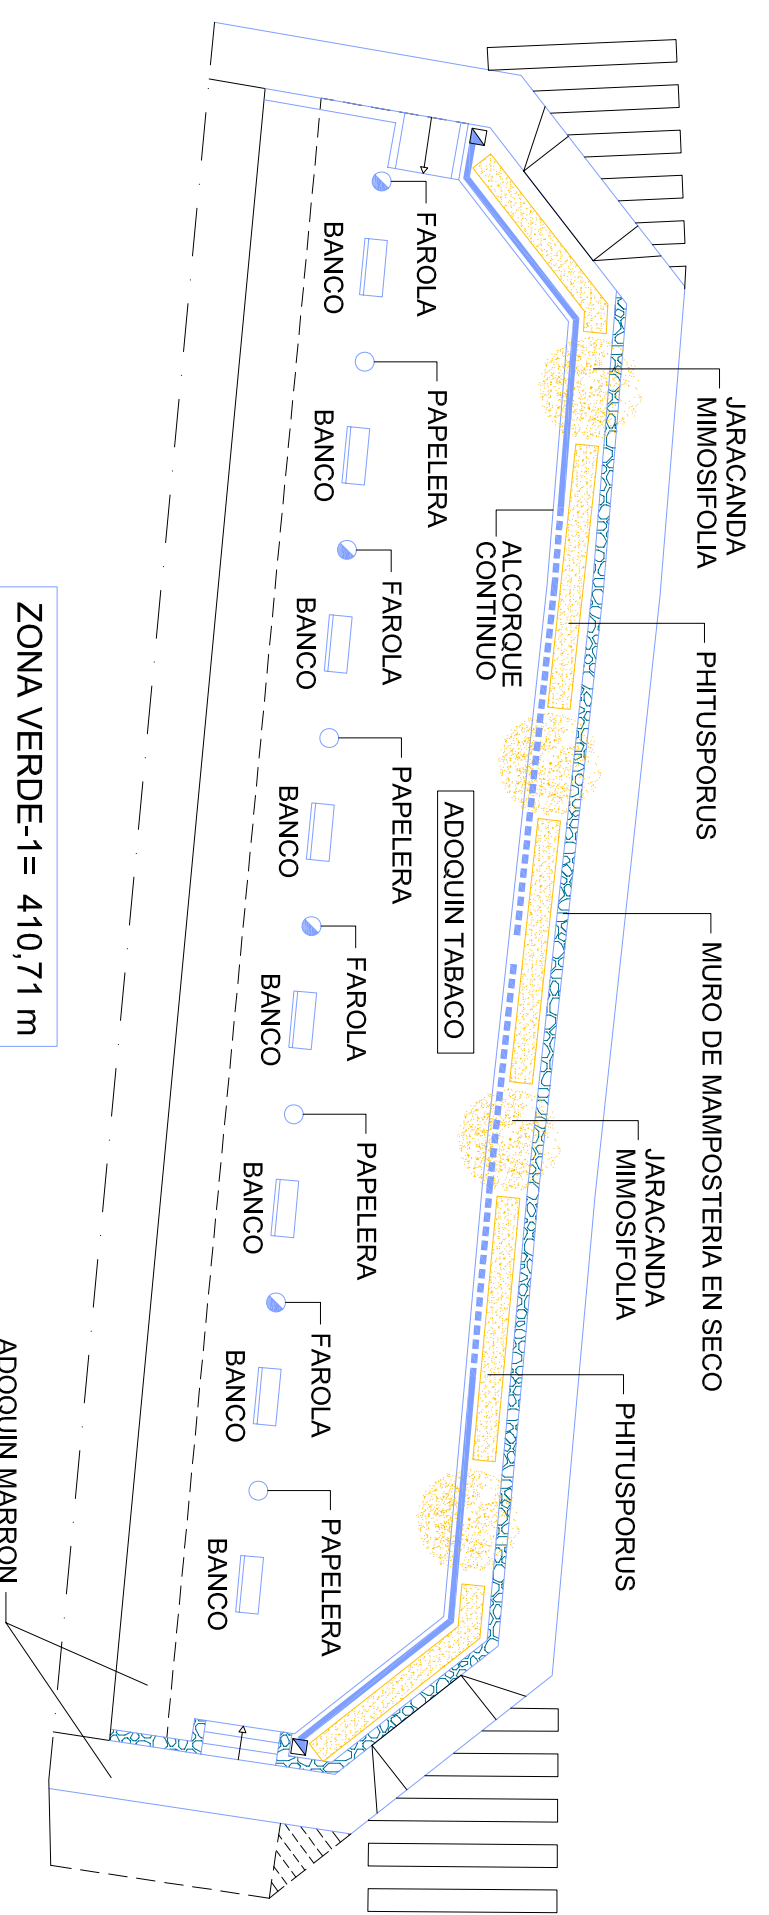 JARACANDA
MIMOSIFOLIA
PHITUSPORUS
MURO DE MAMPOSTERIA EN SECO
JARACANDA
MIMOSIFOLIA
PHITUSPORUS
ALCORQUE
CONTINUO
ADOQUIN TABACO
FAROLA
BANCO
PAPELERA
BANCO
FAROLA
BANCO
PAPELERA
BANCO
FAROLA
BANCO
PAPELERA
BANCO
FAROLA
BANCO
PAPELERA
BANCO
ZONA VERDE-1= 410,71 m
ADOQUIN MARRON